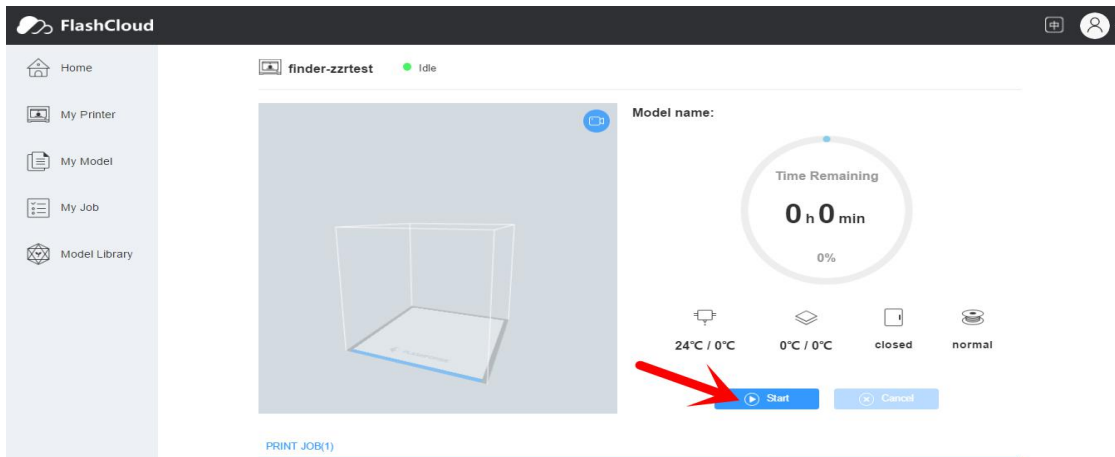 FlashCloud
中
Home
My Printer
My Model
My Job
Model Library
finder-zzrtest
Idle
Model name:
Time Remaining
0 h 0 min
0%
24℃ / 0℃
0℃ / 0℃
closed
normal
Start
Cancel
PRINT JOB(1)